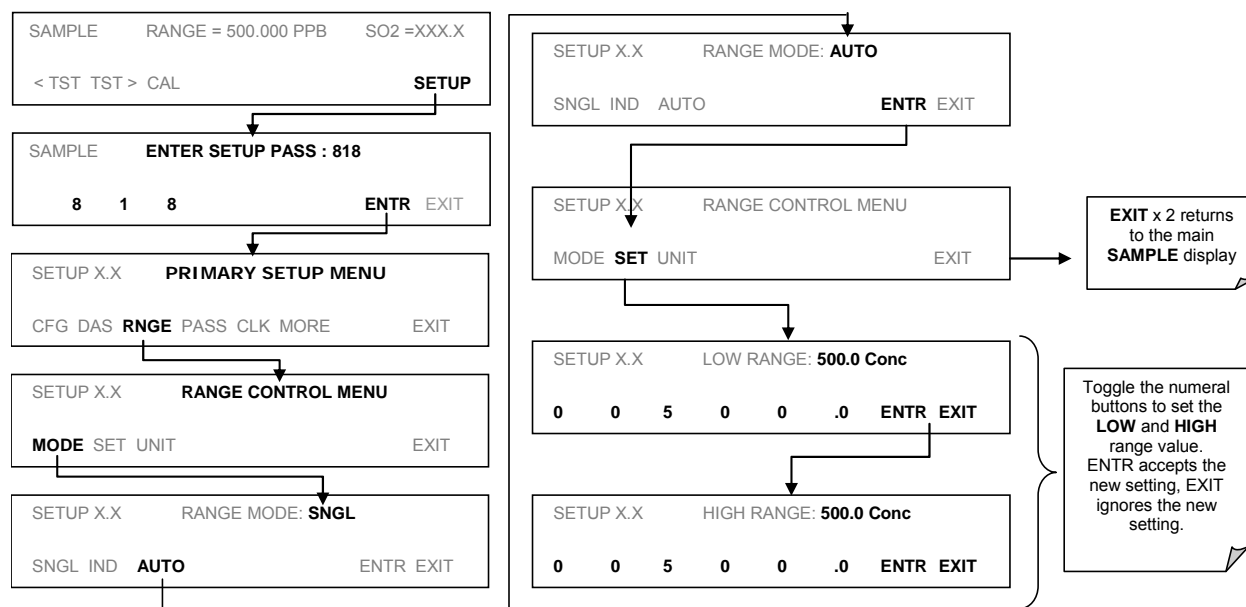 SAMPLE RANGE = 500.000 PPB SO2 =XXX.X
< TST TST > CAL SETUP
SAMPLE ENTER SETUP PASS : 818
8 1 8 ENTR EXIT
SETUP X.X PRIMARY SETUP MENU
CFG DAS RNGE PASS CLK MORE EXIT
SETUP X.X RANGE CONTROL MENU
MODE SET UNIT EXIT
SETUP X.X RANGE MODE: SNGL
SNGL IND AUTO ENTR EXIT
SETUP X.X RANGE MODE: AUTO
SNGL IND AUTO ENTR EXIT
SETUP X.X RANGE CONTROL MENU
MODE SET UNIT EXIT
EXIT x 2 returns
to the main
SAMPLE display
SETUP X.X LOW RANGE: 500.0 Conc
0 0 5 0 0 .0 ENTR EXIT
SETUP X.X HIGH RANGE: 500.0 Conc
0 0 5 0 0 .0 ENTR EXIT
Toggle the numeral
buttons to set the
LOW and HIGH
range value.
ENTR accepts the
new setting, EXIT
ignores the new
setting.